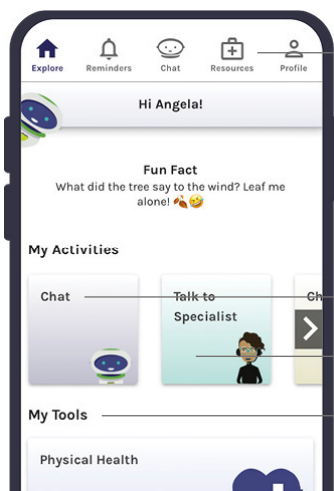 Explore Reminders Chat Resources Profile
Hi Angela!
Fun Fact
What did the tree say to the wind? Leaf me
alone! 🍂🤣
My Activities
Chat Talk to Ch
Specialist
My Tools
Physical Health